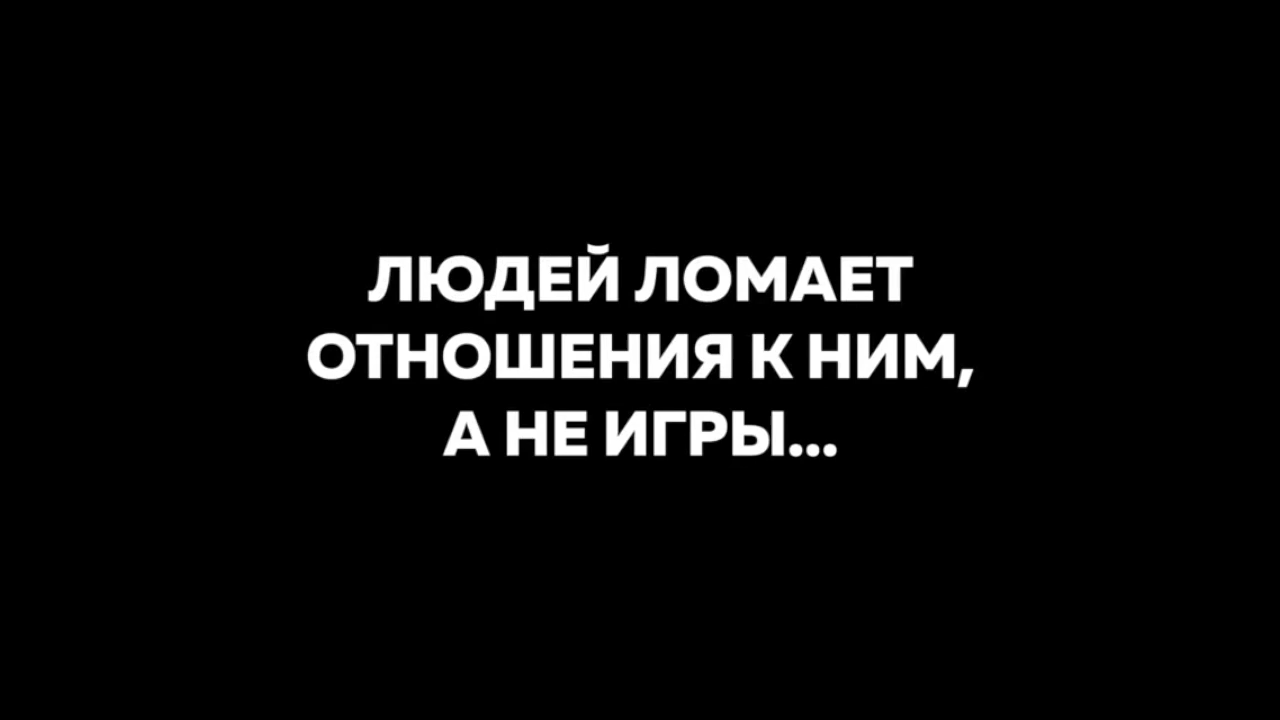 ЛЮДЕЙ ЛОМАЕТ
ОТНОШЕНИЯ К НИМ,
А НЕ ИГРЫ...